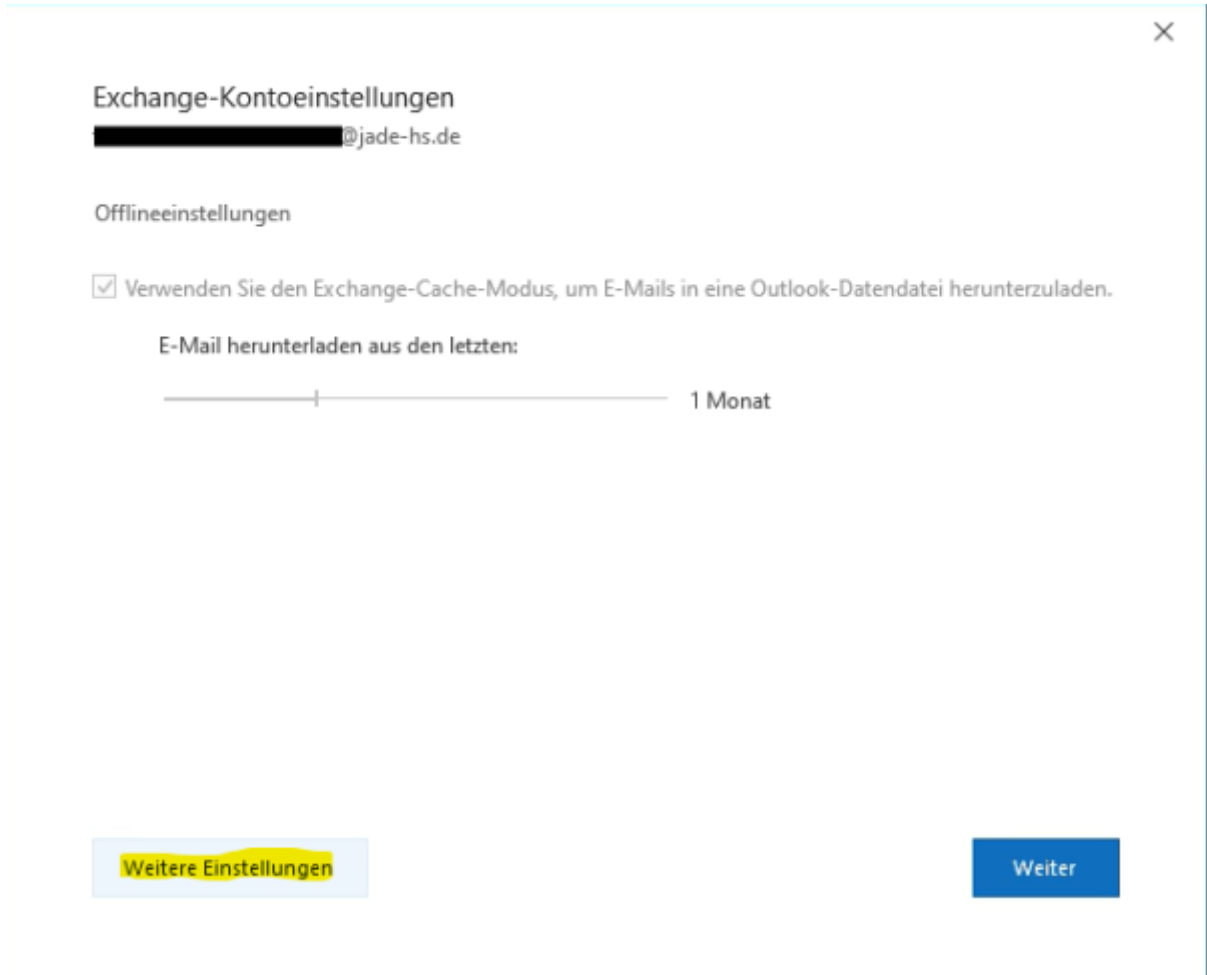 Exchange-Kontoeinstellungen
@jade-hs.de
Offlineeinstellungen
Verwenden Sie den Exchange-Cache-Modus, um E-Mails in eine Outlook-Datendatei herunterzuladen.
E-Mail herunterladen aus den letzten:
1 Monat
Weitere Einstellungen
Weiter